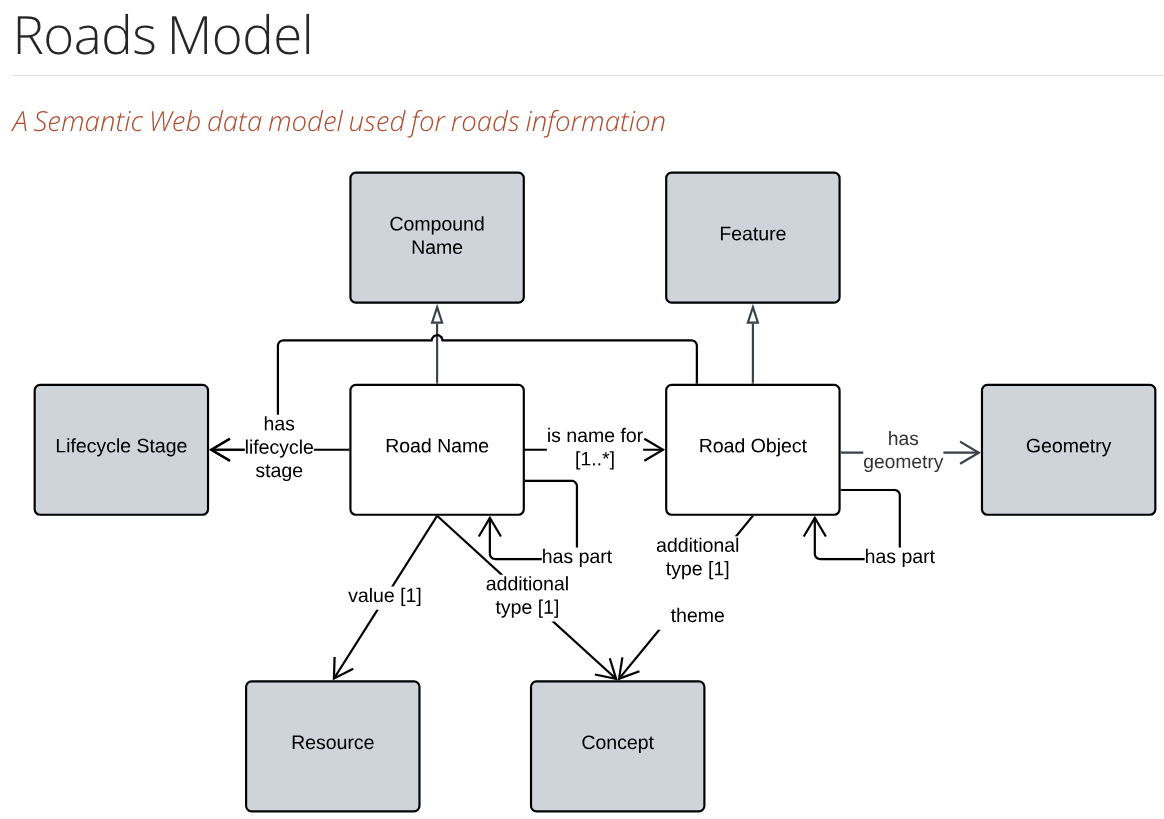 Roads Model
A Semantic Web data model used for roads information
Compound
Name
Feature
Lifecycle Stage
has
lifecycle
stage
Road Name
is name for
[1..*]
Road Object
has
geometry
Geometry
has part
additional
type [1]
has part
value [1]
additional
type [1]
theme
Resource
Concept